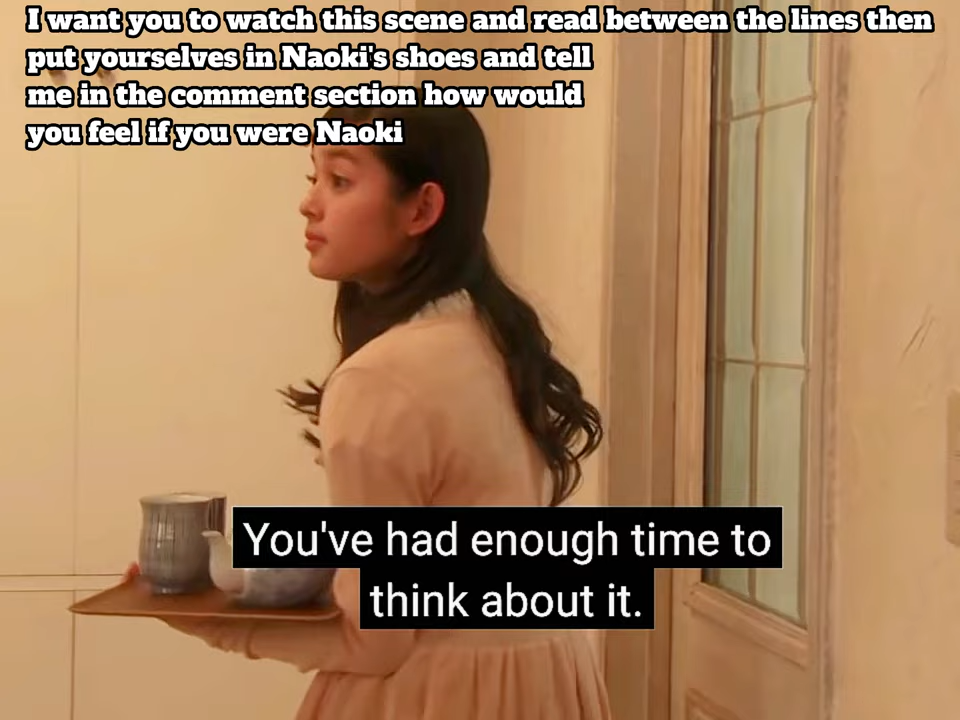 I want you to watch this scene and read between the lines then
put yourselves in Naoki's shoes and tell
me in the comment section how would
you feel if you were Naoki
You've had enough time to
think about it.